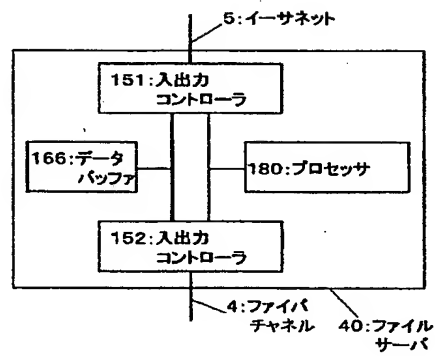 5:イーサネット
151:入出力
コントローラ
166:データ
バッファ
180:プロセッサ
152:入出力
コントローラ
4:ファイバ
チャネル
40:ファイル
サーバ